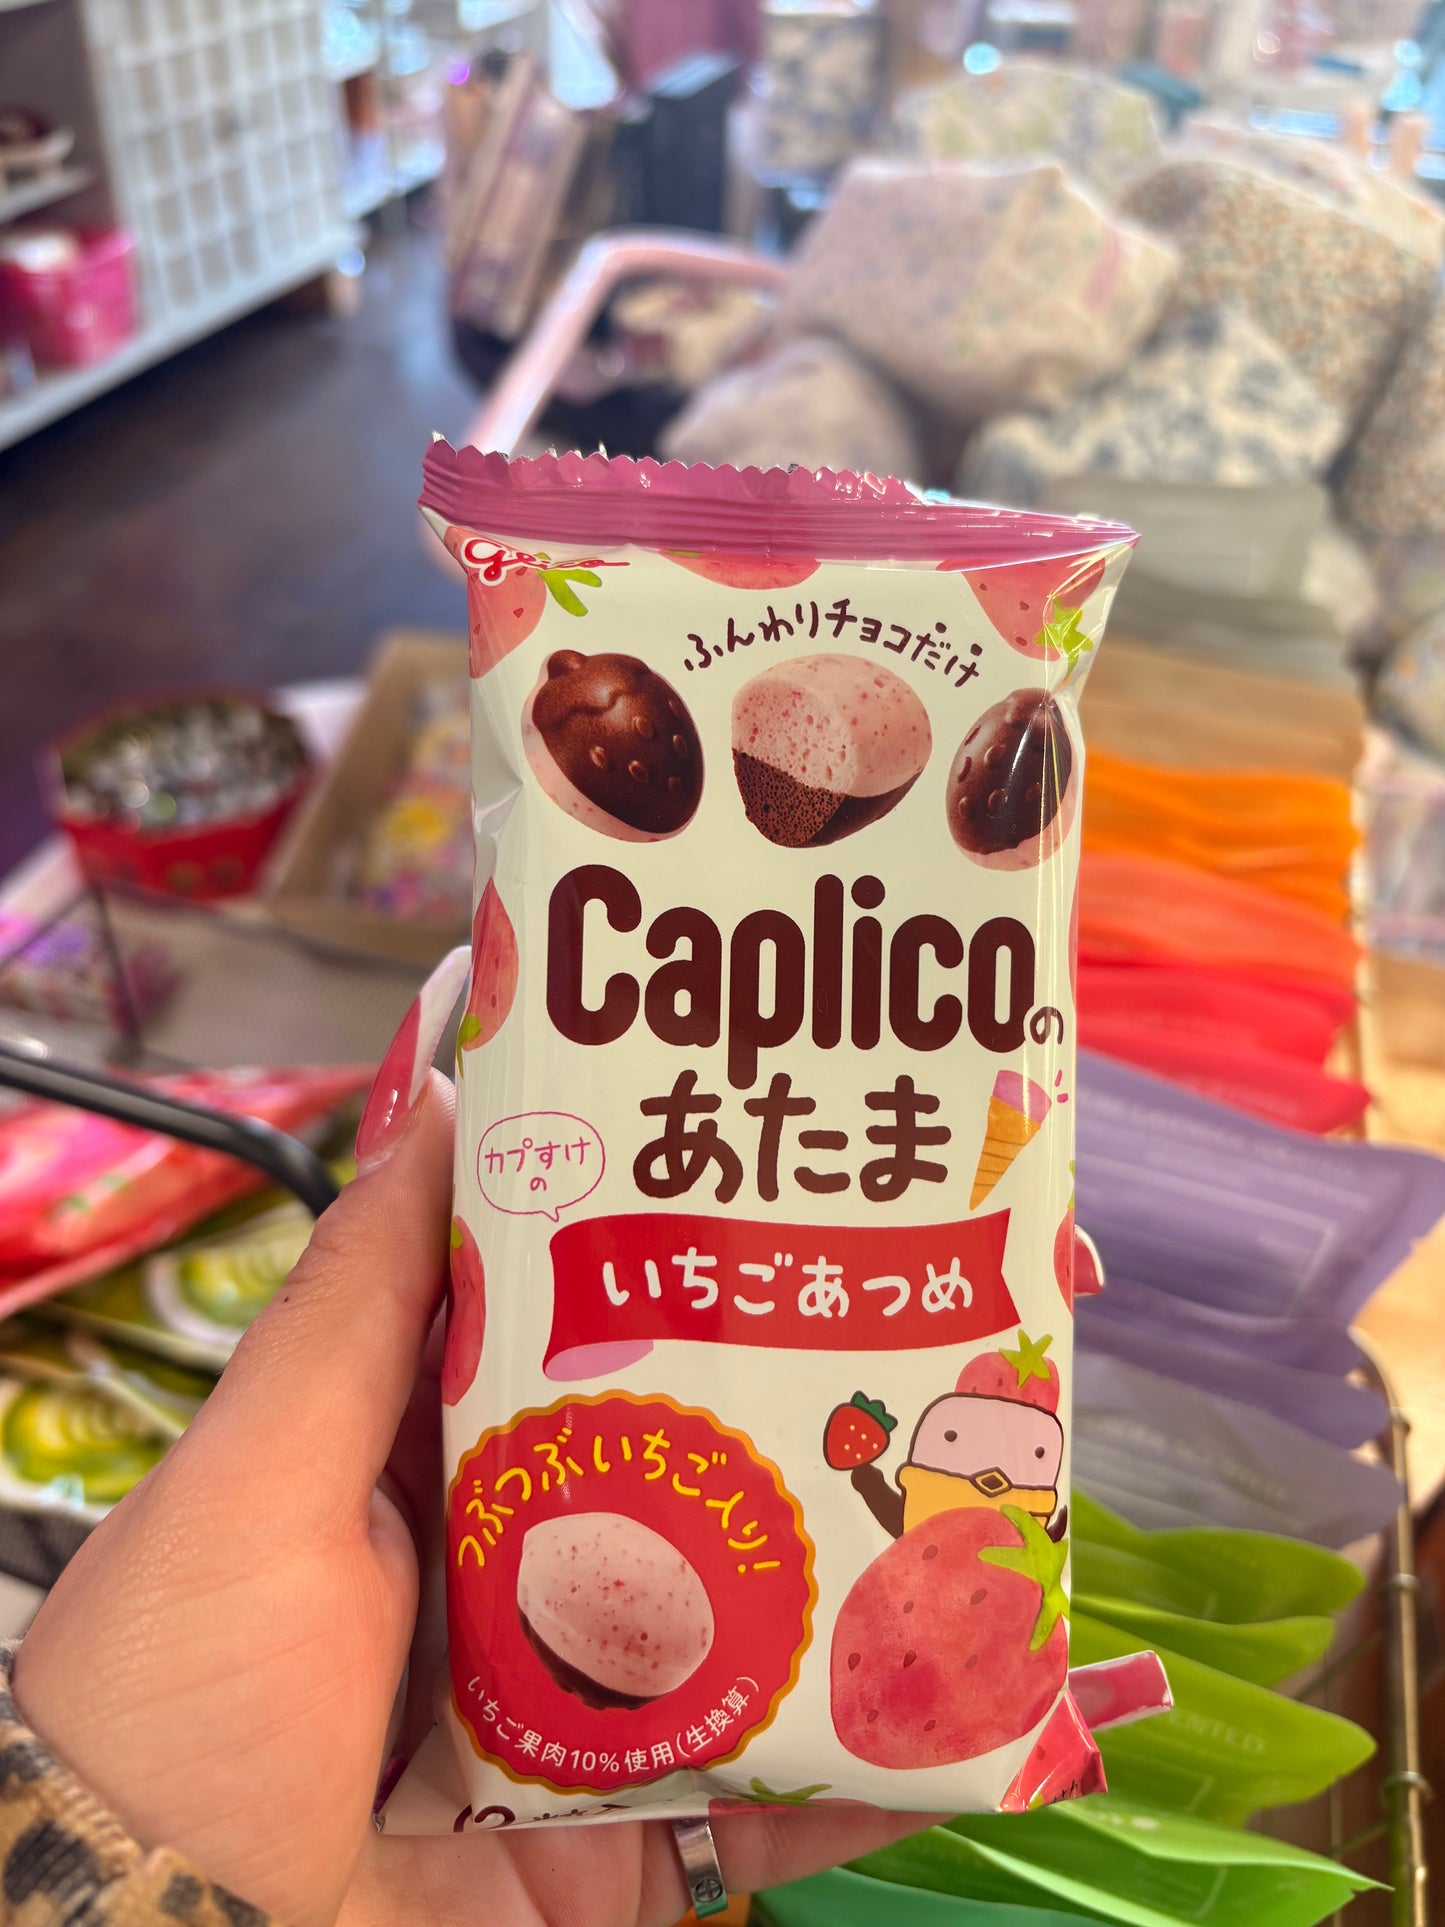 Glico
ふんわりチョコだけ
Caplicoの
あたま
カプすけ
の
いちごあつめ
つぶつぶいちご入り!
いちご果肉10%使用(生換算)